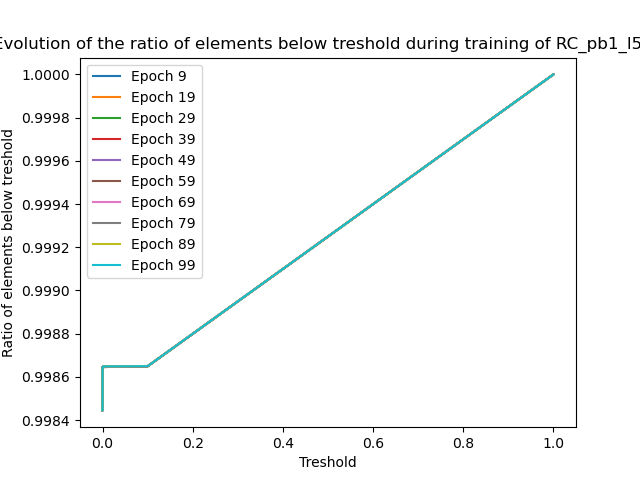 Evolution of the ratio of elements below treshold during training of RC_pb1_l5
1.0000
0.9998
0.9996
0.9994
0.9992
0.9990
0.9988
0.9986
0.9984
Ratio of elements below treshold
Epoch 9
Epoch 19
Epoch 29
Epoch 39
Epoch 49
Epoch 59
Epoch 69
Epoch 79
Epoch 89
Epoch 99
0.0 0.2 0.4 0.6 0.8 1.0
Treshold